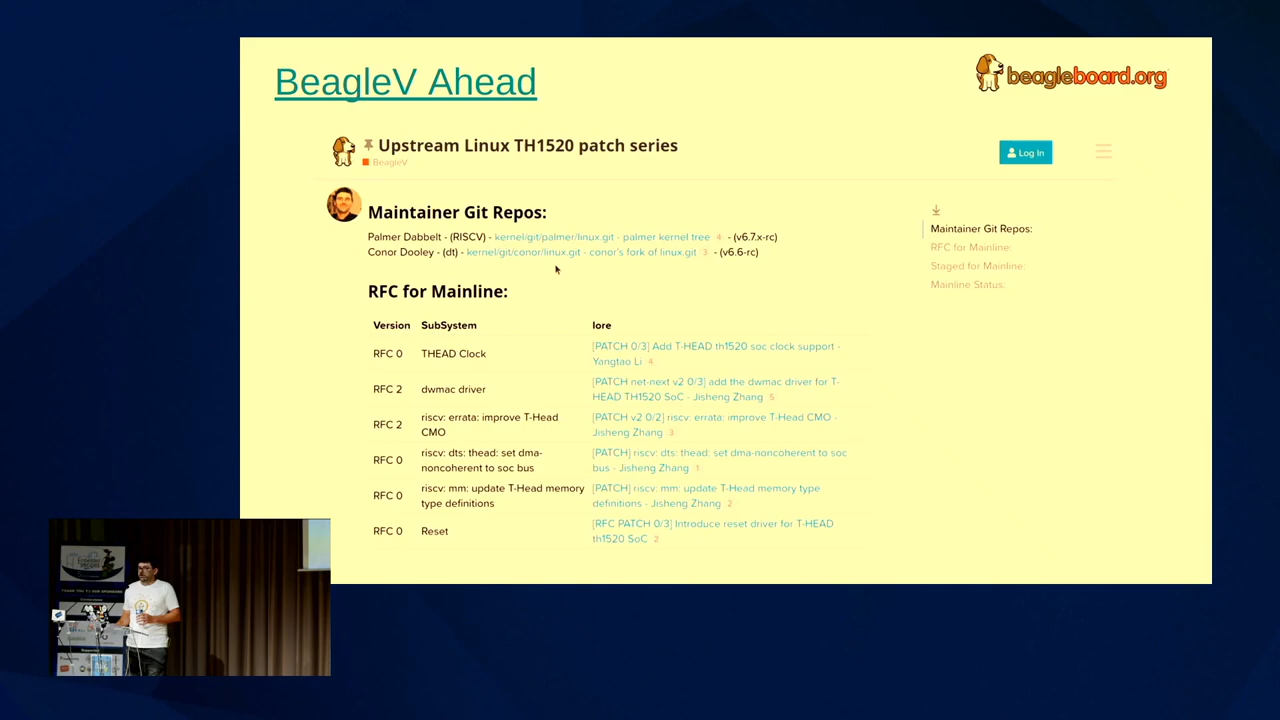 BeagleV Ahead
beagleboard.org
Upstream Linux TH1520 patch series
BeagleV
Log In
Maintainer Git Repos:
Palmer Dabbelt - (RISCV) - kernel/git/palmer/linux.git - palmer kernel tree 4 - (v6.7.x-rc)
Conor Dooley - (dt) - kernel/git/conor/linux.git - conor's fork of linux.git 3 - (v6.6-rc)
RFC for Mainline:
Version SubSystem lore
RFC 0 THEAD Clock [PATCH 0/3] Add T-HEAD th1520 soc clock support -
Yangtao Li 4
RFC 2 dwmac driver [PATCH net-next v2 0/3] add the dwmac driver for T-
HEAD TH1520 SoC - Jisheng Zhang 5
RFC 2 riscv: errata: improve T-Head [PATCH v2 0/2] riscv: errata: improve T-Head CMO -
CMO Jisheng Zhang 3
RFC 0 riscv: dts: thead: set dma- [PATCH] riscv: dts: thead: set dma-noncoherent to soc
noncoherent to soc bus bus - Jisheng Zhang 1
RFC 0 riscv: mm: update T-Head memory [PATCH] riscv: mm: update T-Head memory type
type definitions definitions - Jisheng Zhang 2
RFC 0 Reset [RFC PATCH 0/3] Introduce reset driver for T-HEAD
th1520 SoC 2
Maintainer Git Repos:
RFC for Mainline:
Staged for Mainline:
Mainline Status:
THANK YOU TO OUR SPONSORS